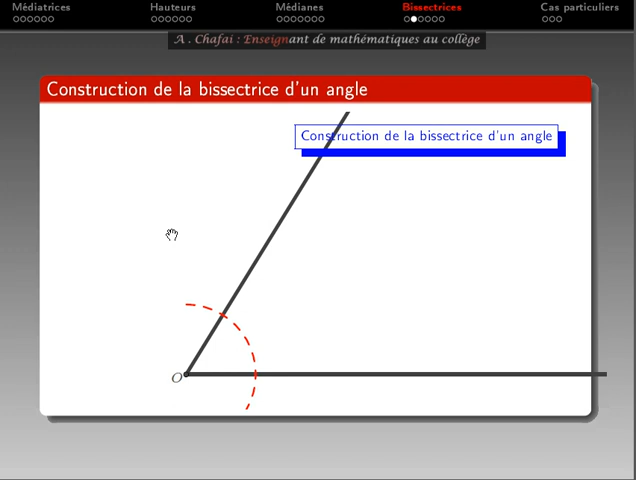 Médiatrices Hauteurs Médianes Bissectrices Cas particuliers
A . Chafai : Enseignant de mathématiques au collège
Construction de la bissectrice d'un angle
Construction de la bissectrice d'un angle
O